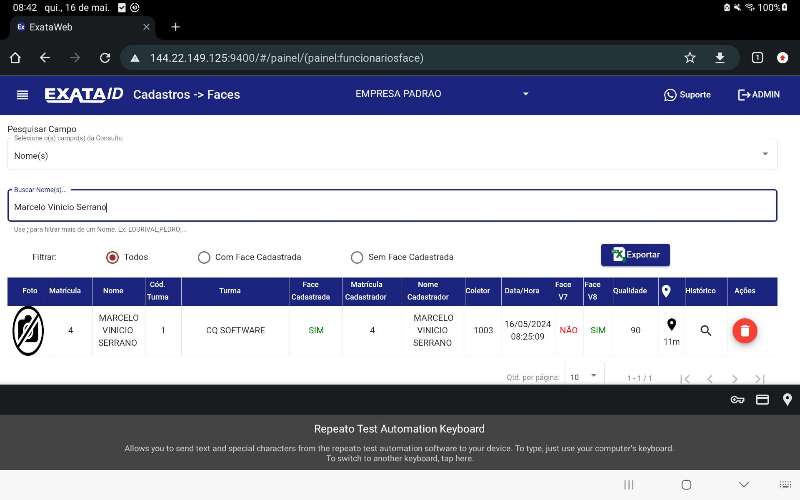 08:42 qui., 16 de mai.
100%
ExataWeb
144.22.149.125:9400/#/painel/(painel:funcionariosface)
1
EXATAID Cadastros -> Faces EMPRESA PADRAO Suporte ADMIN
Pesquisar Campo
Selecione o(s) campo(s) da Consulta
Nome(s)
Buscar Nome(s)...
Marcelo Vinicio Serrano
Use ; para filtrar mais de um Nome. Ex: LOURIVAL;PEDRO;...
Filtrar: Todos Com Face Cadastrada Sem Face Cadastrada Exportar
Foto Matrícula Nome Cód. Turma Turma Face Cadastrada Matrícula Cadastrador Nome Cadastrador Coletor Data/Hora Face V7 Face V8 Qualidade Histórico Ações
4 MARCELO VINICIO SERRANO 1 CQ SOFTWARE SIM 4 MARCELO VINICIO SERRANO 1003 16/05/2024 08:25:09 NÃO SIM 90 11m
Qtd. por página: 10 1 - 1 / 1
Repeato Test Automation Keyboard
Allows you to send text and special characters from the repeato test automation software to your device. To type, just use your computer's keyboard.
To switch to another keyboard, tap here.